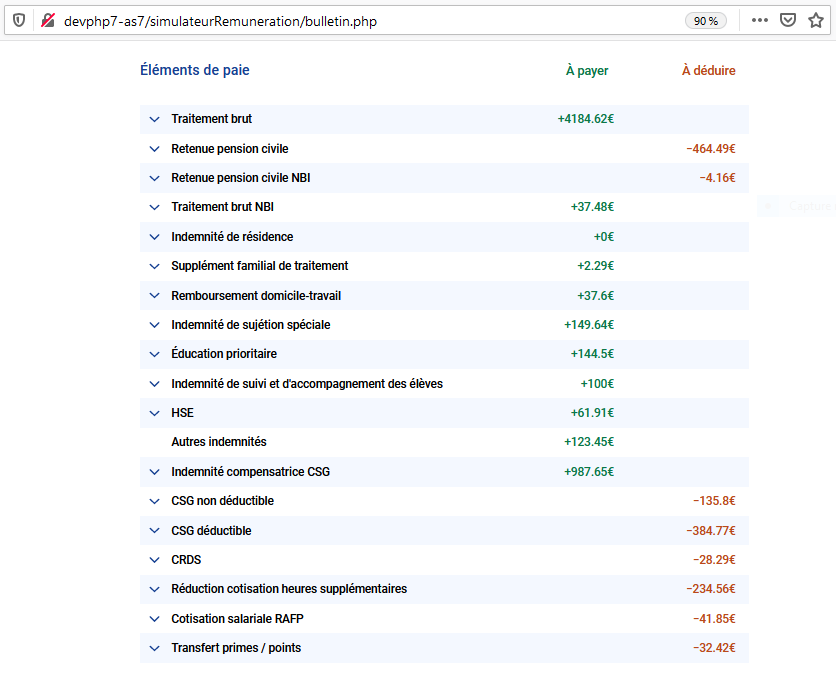 devphp7-as7/simulateurRemuneration/bulletin.php 90 %
Éléments de paie À payer À déduire
Traitement brut +4184.62€
Retenue pension civile −464.49€
Retenue pension civile NBI −4.16€
Capture
Traitement brut NBI +37.48€
Indemnité de résidence +0€
Supplément familial de traitement +2.29€
Remboursement domicile-travail +37.6€
Indemnité de sujétion spéciale +149.64€
Éducation prioritaire +144.5€
Indemnité de suivi et d'accompagnement des élèves +100€
HSE +61.91€
Autres indemnités +123.45€
Indemnité compensatrice CSG +987.65€
CSG non déductible −135.8€
CSG déductible −384.77€
CRDS −28.29€
Réduction cotisation heures supplémentaires −234.56€
Cotisation salariale RAFP −41.85€
Transfert primes / points −32.42€